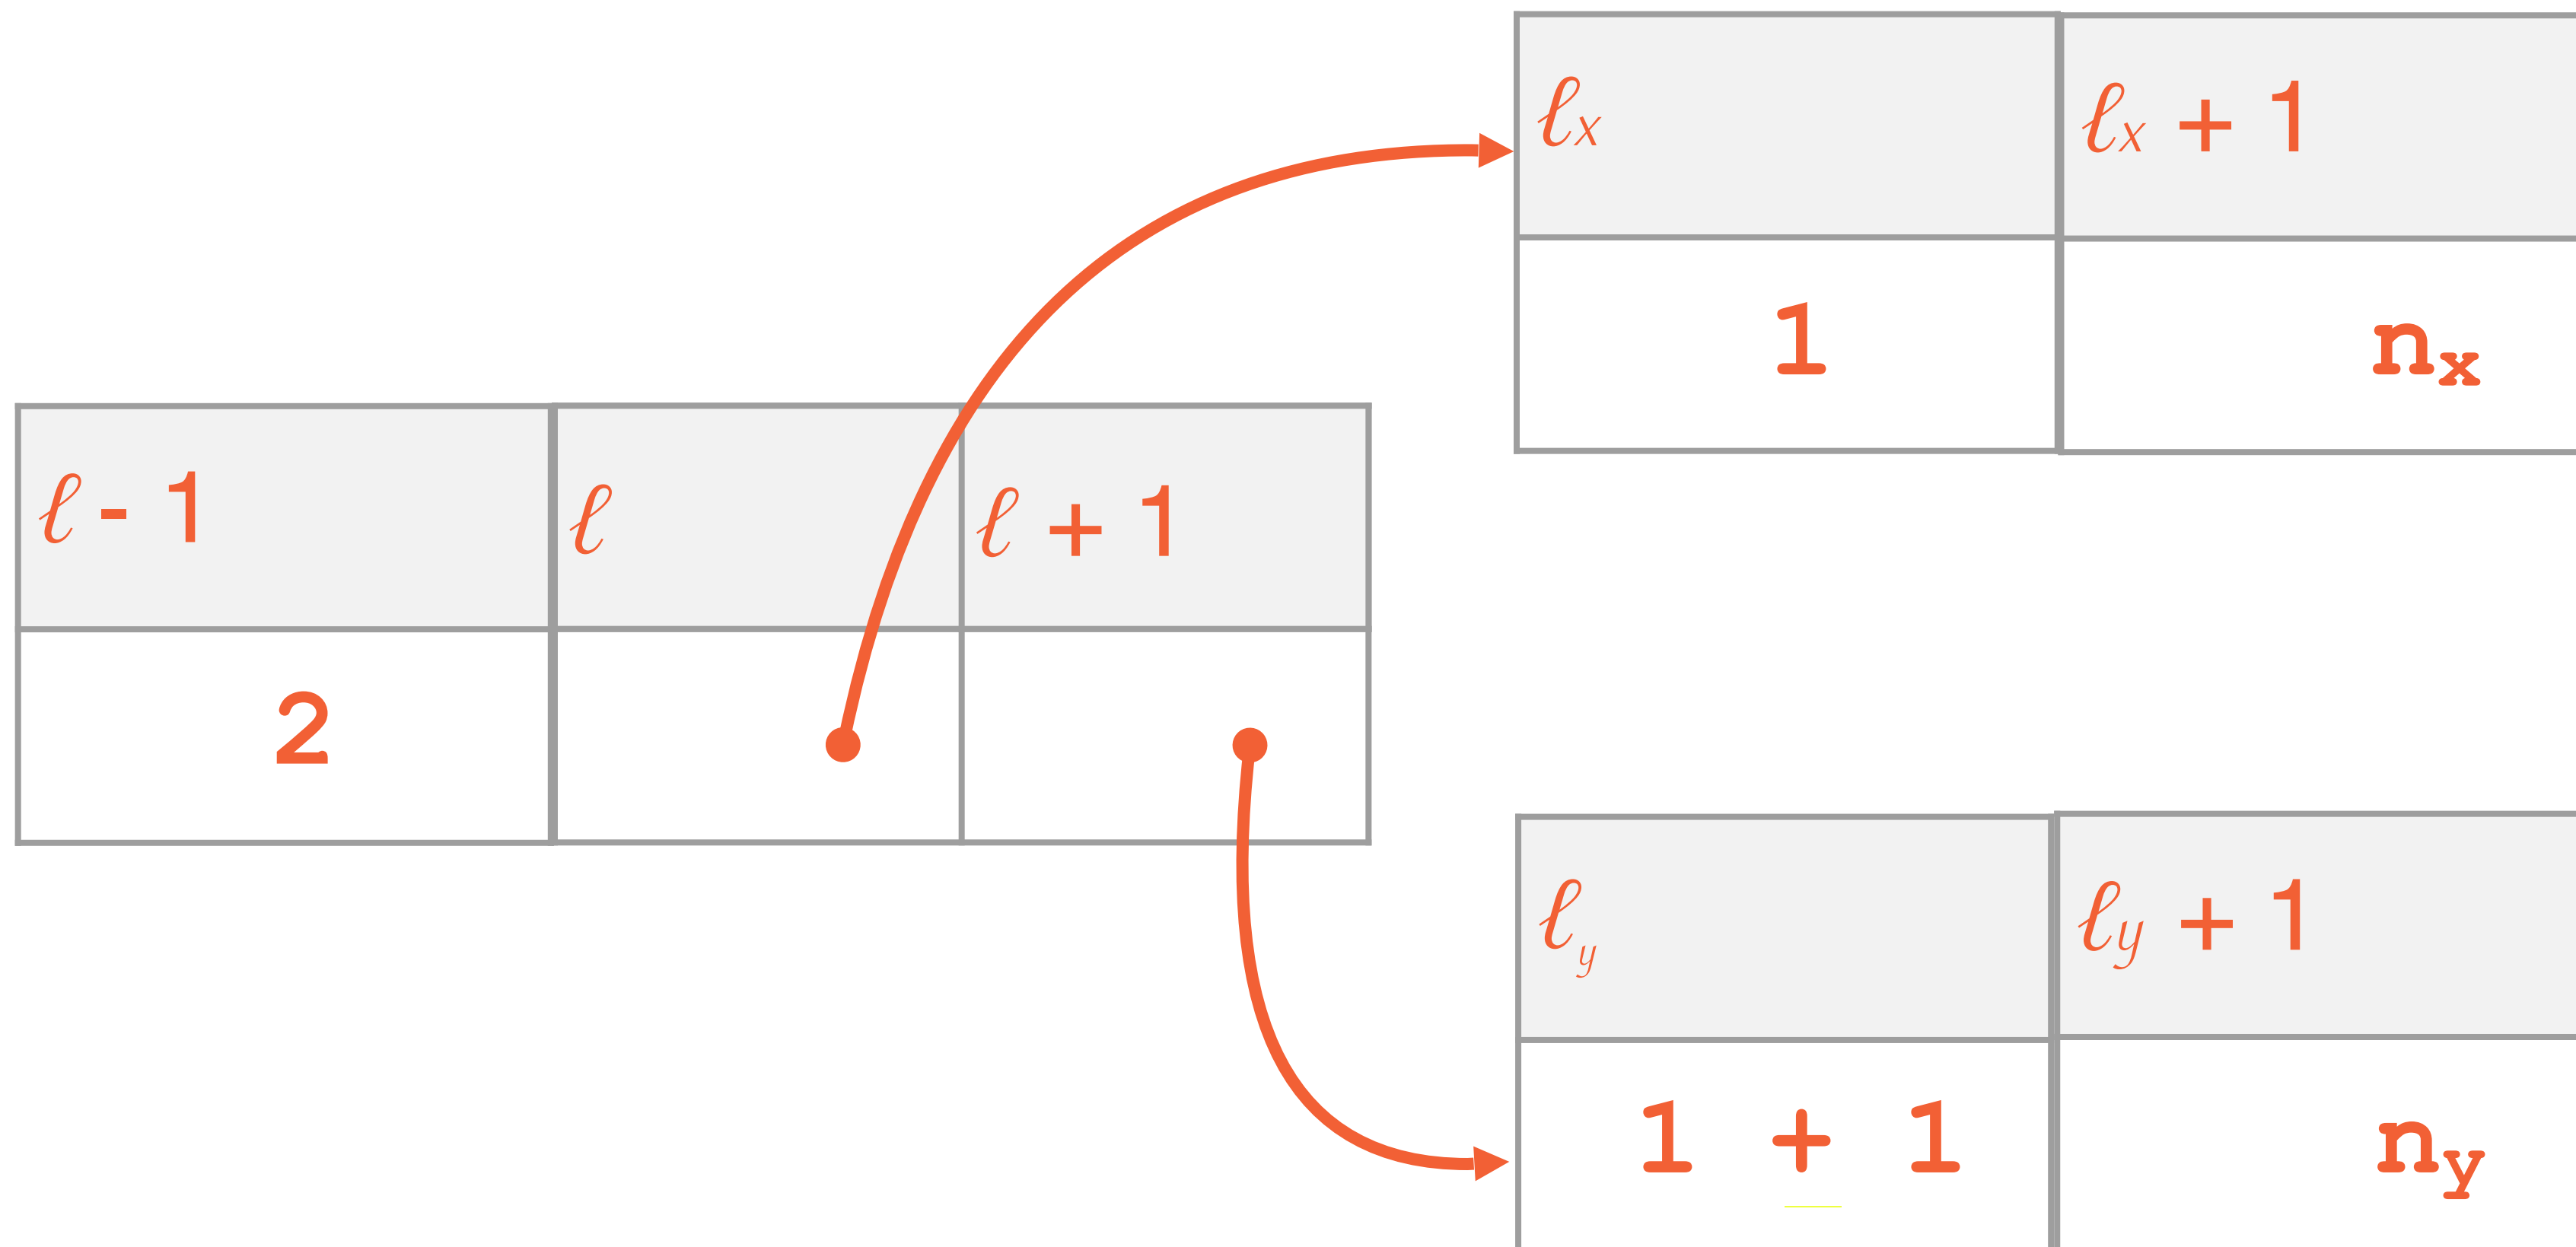 ℓx ℓx + 1
1 nx
ℓ - 1 ℓ ℓ + 1
2
ℓy ℓy + 1
1 + 1 ny